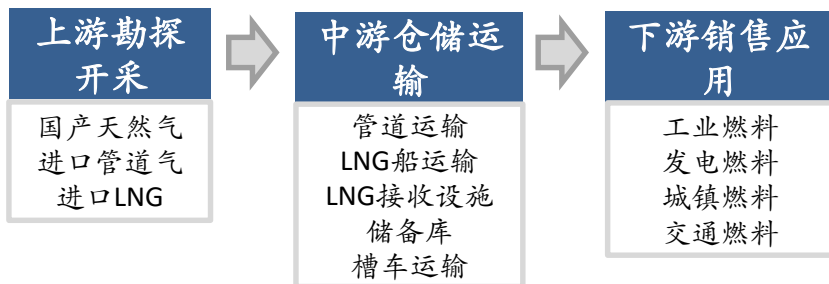 上游勘探
开采
国产天然气
进口管道气
进口LNG
中游仓储运
输
管道运输
LNG船运输
LNG接收设施
储备库
槽车运输
下游销售应
用
工业燃料
发电燃料
城镇燃料
交通燃料